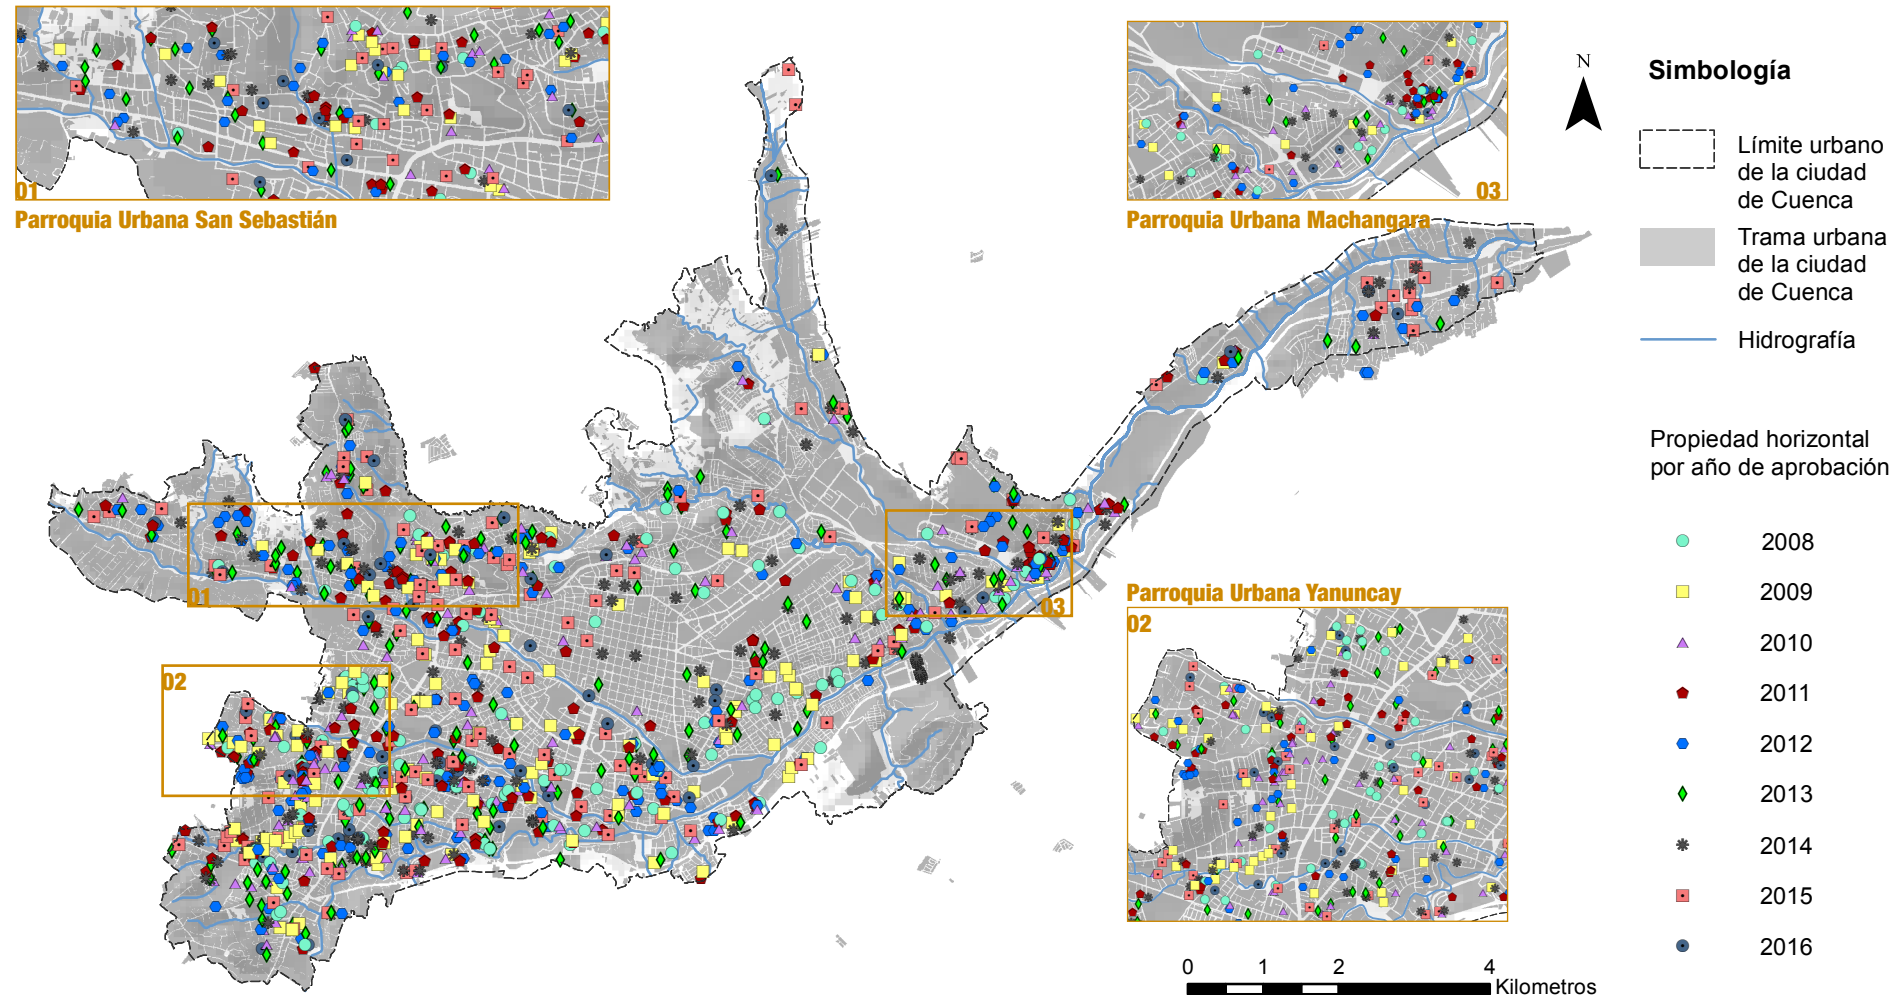 01
Parroquia Urbana San Sebastián
03
Parroquia Urbana Machangara
N
Simbología
Límite urbano
de la ciudad
de Cuenca
Trama urbana
de la ciudad
de Cuenca
Hidrografía
Propiedad horizontal
por año de aprobación
2008
2009
2010
2011
2012
2013
2014
2015
2016
01
02
03
Parroquia Urbana Yanuncay
02
0 1 2 4
Kilometros